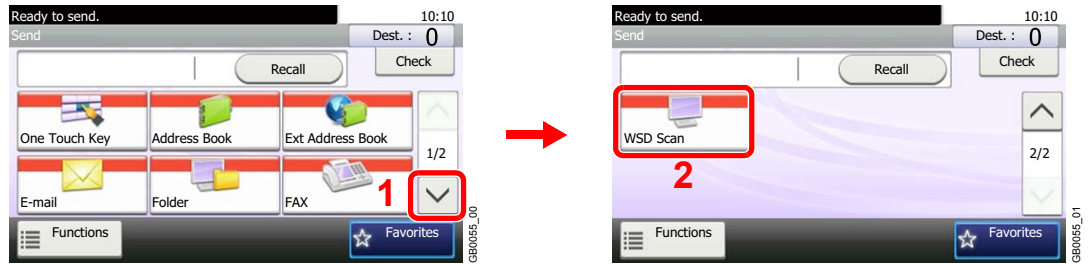 Ready to send. 10:10
Send Dest. : 0
Recall Check
One Touch Key Address Book Ext Address Book
1/2
E-mail Folder FAX 1
Functions Favorites
GB0055_00
Ready to send. 10:10
Send Dest. : 0
Recall Check
WSD Scan
2/2
2
Functions Favorites
GB0055_01